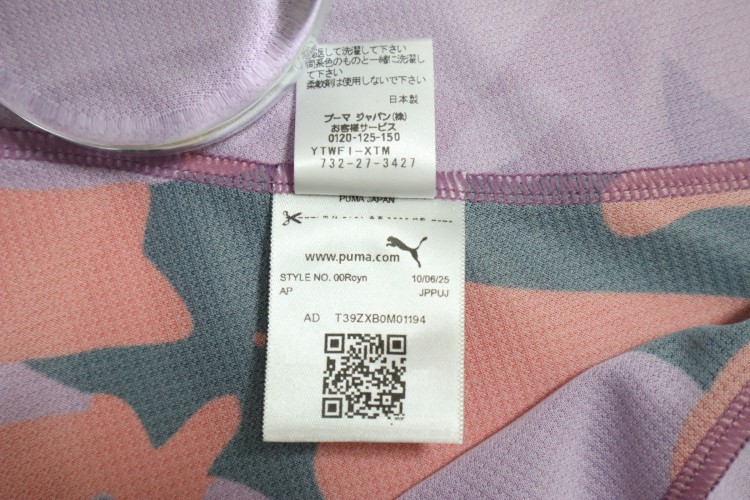 返して洗濯して下さい
同系色のものと一緒に洗濯し
て下さい
柔軟剤は使用しないで下さい
日本製
プーマ ジャパン(株)
お客様サービス
0120-125-150
YTWFI-XTM
732-27-3427
PUMA JAPAN
www.puma.com
STYLE NO. 00Royn 10/06/25
AP JPPUJ
AD T39ZXB0M01194